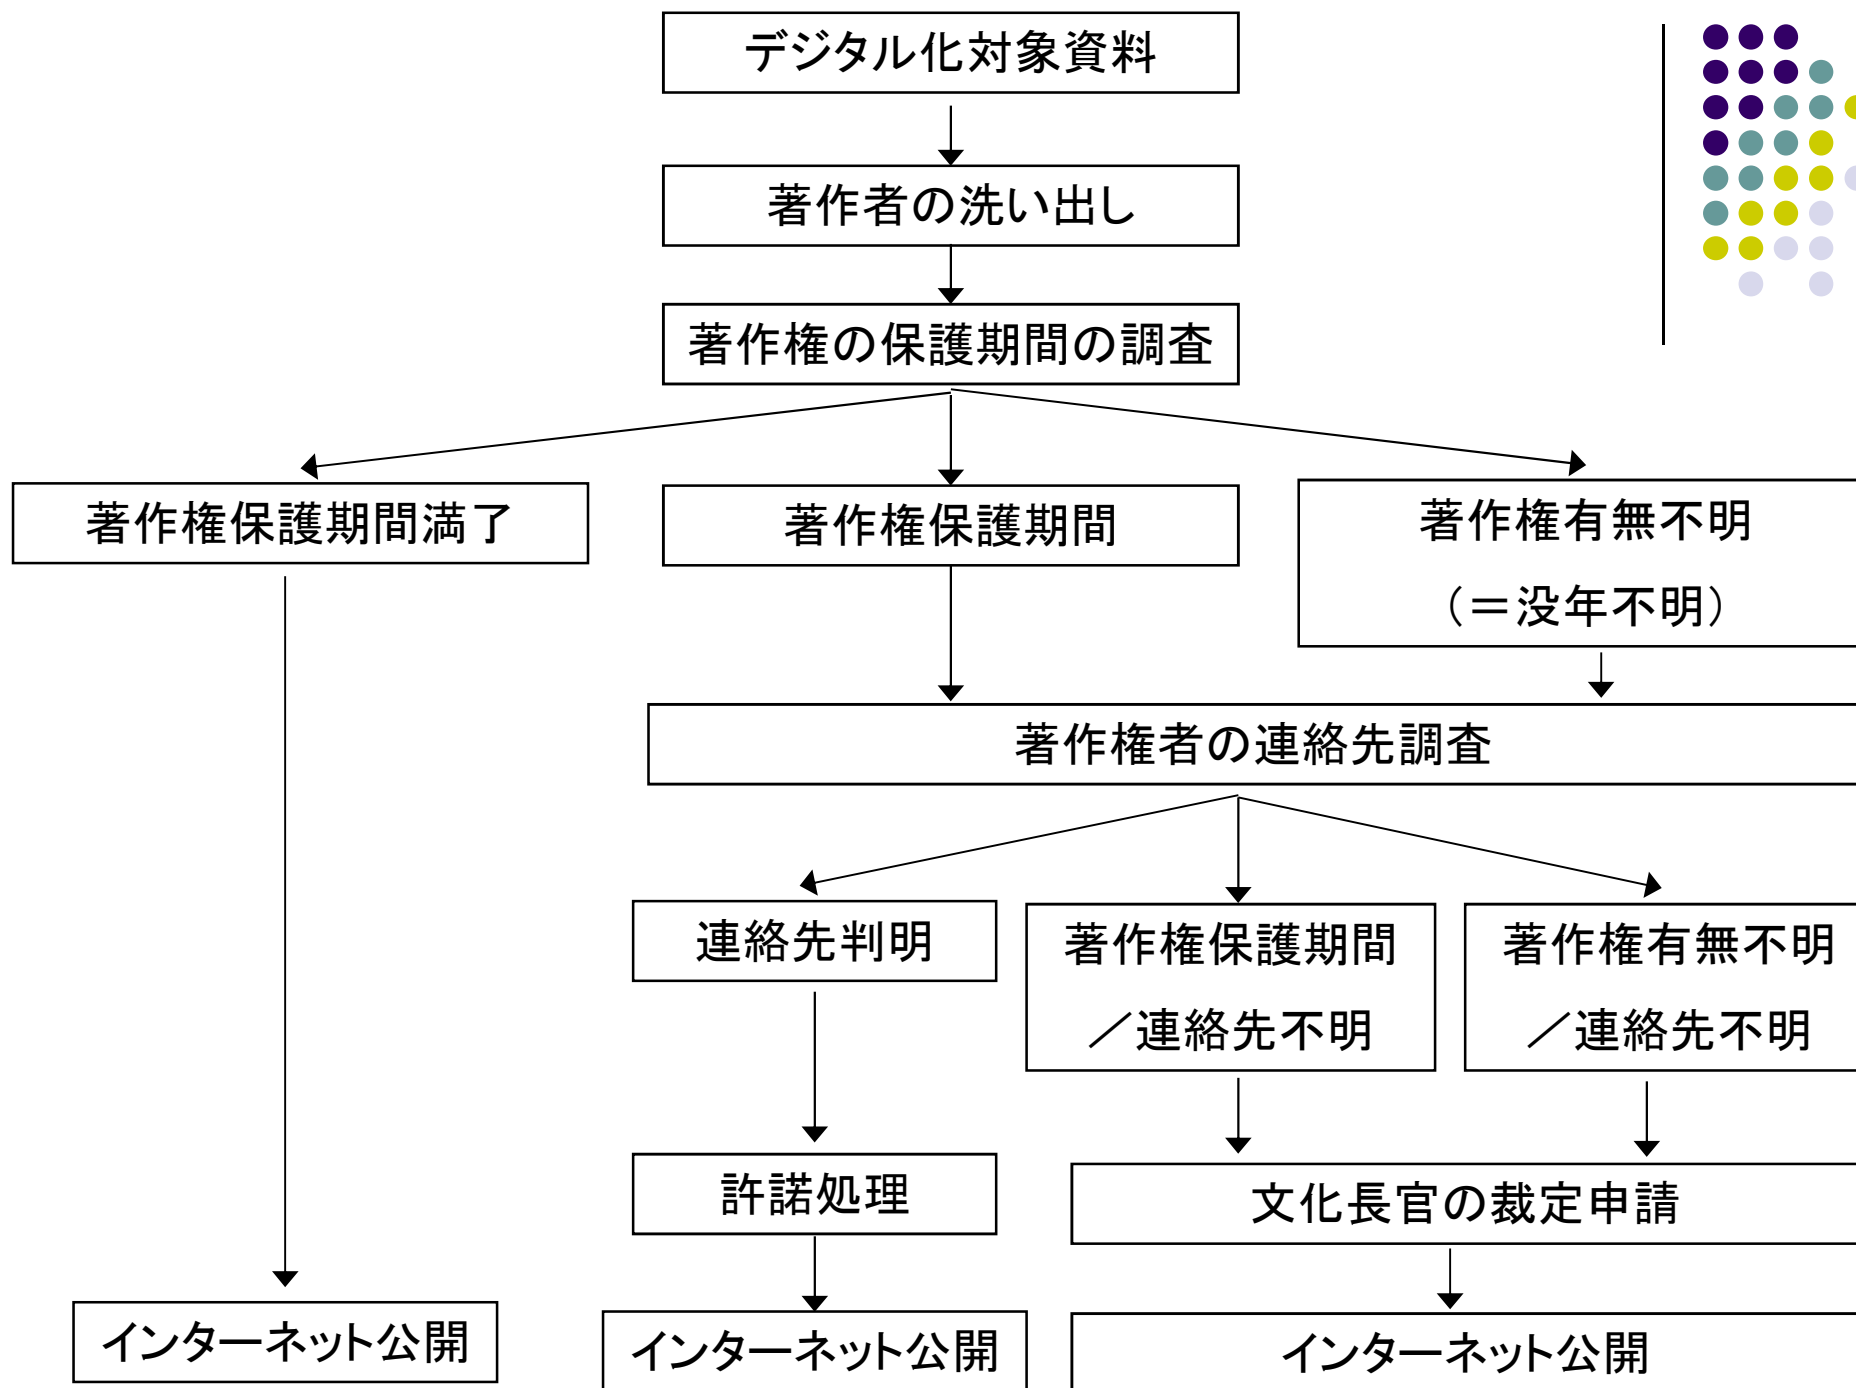 デジタル化対象資料
著作者の洗い出し
著作権の保護期間の調査
著作権保護期間満了
著作権保護期間
著作権有無不明
（＝没年不明）
著作権者の連絡先調査
連絡先判明
著作権保護期間
／連絡先不明
著作権有無不明
／連絡先不明
許諾処理
文化長官の裁定申請
インターネット公開
インターネット公開
インターネット公開